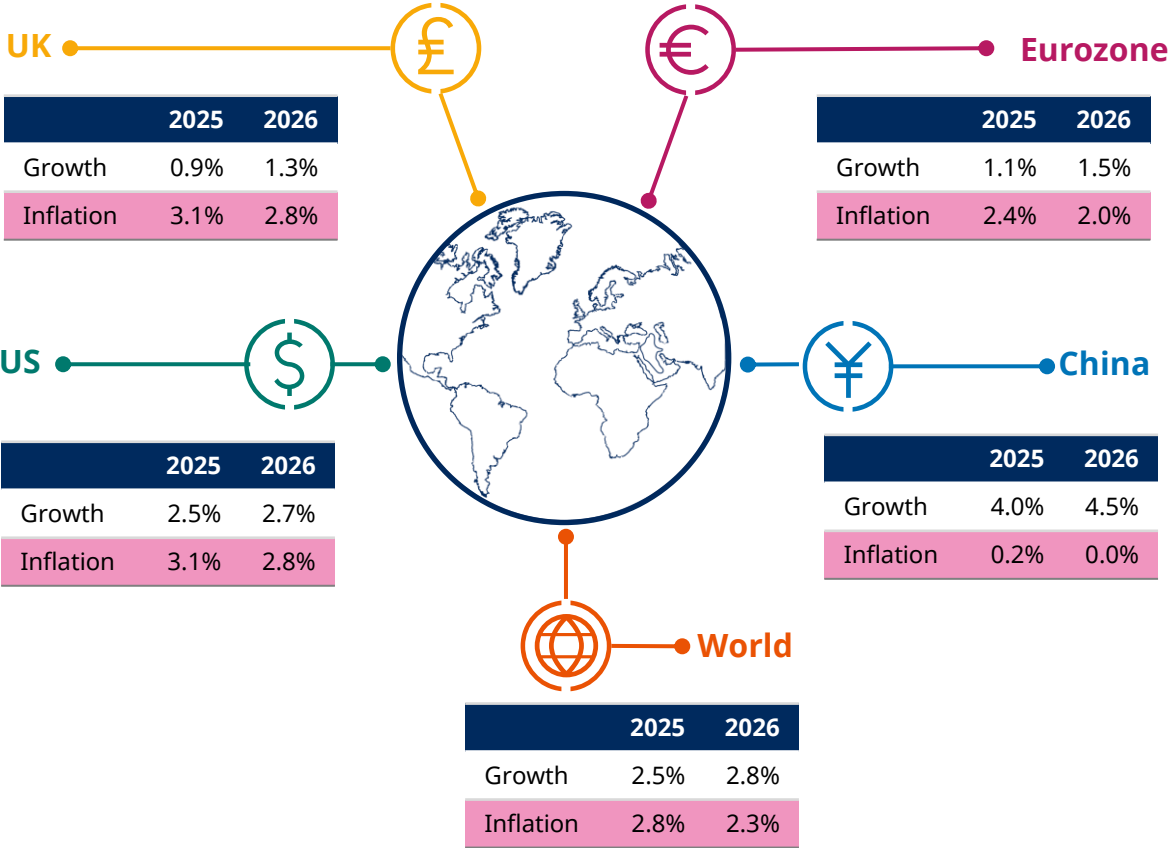 UK
2025 2026
Growth 0.9% 1.3%
Inflation 3.1% 2.8%
£
€
Eurozone
2025 2026
Growth 1.1% 1.5%
Inflation 2.4% 2.0%
US
$
2025 2026
Growth 2.5% 2.7%
Inflation 3.1% 2.8%
¥
China
2025 2026
Growth 4.0% 4.5%
Inflation 0.2% 0.0%
World
2025 2026
Growth 2.5% 2.8%
Inflation 2.8% 2.3%